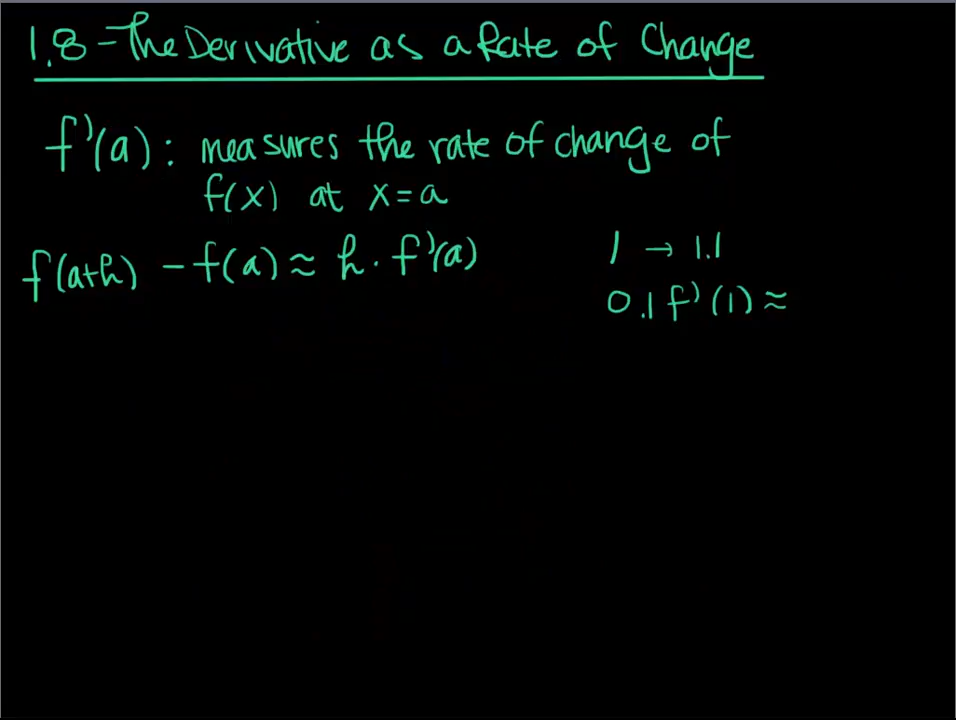 1.8 - The Derivative as a Rate of Change
f'(a): measures the rate of change of
f(x) at x = a
f(a+h) - f(a) ≈ h · f'(a)
1 → 1.1
0.1 f'(1) ≈